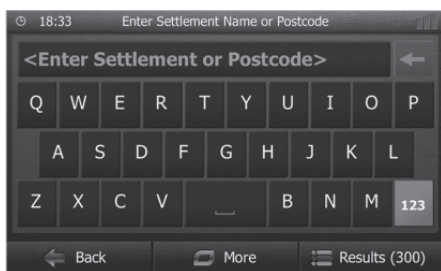 18:33 Enter Settlement Name or Postcode
<Enter Settlement or Postcode>
Q W E R T Y U I O P
A S D F G H J K L
Z X C V B N M 123
Back More Results (300)